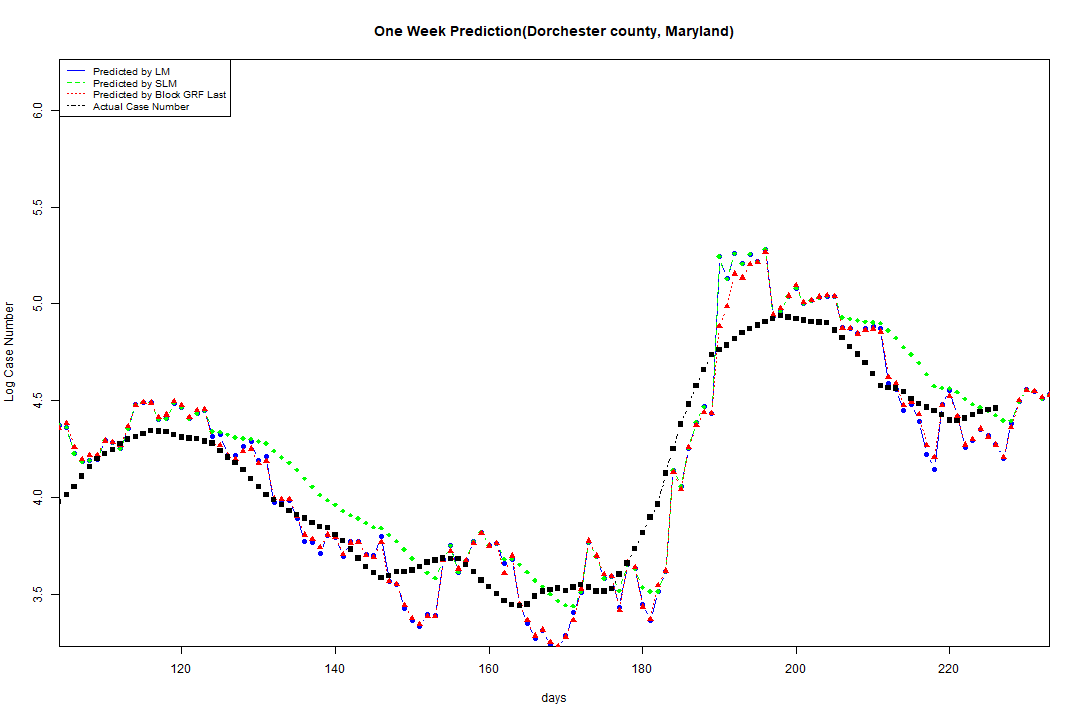 One Week Prediction(Dorchester county, Maryland)
Predicted by LM
Predicted by SLM
Predicted by Block GRF Last
Actual Case Number
Log Case Number
6.0
5.5
5.0
4.5
4.0
3.5
120 140 160 180 200 220
days